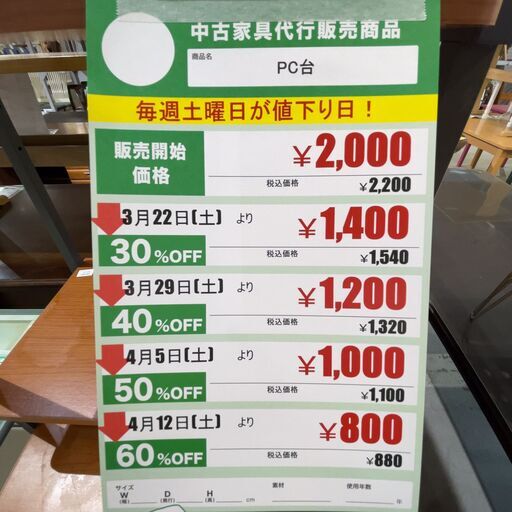 中古家具代行販売商品
商品名
PC台
毎週土曜日が値下り日！
販売開始
価格
¥2,000
税込価格 ¥2,200
3月22日(土) より
30%OFF
¥1,400
税込価格 ¥1,540
3月29日(土) より
40%OFF
¥1,200
税込価格 ¥1,320
4月5日(土) より
50%OFF
¥1,000
税込価格 ¥1,100
4月12日(土) より
60%OFF
¥800
税込価格 ¥880
サイズ 素材 使用年数
W(幅) D(奥行) H(高) cm 年